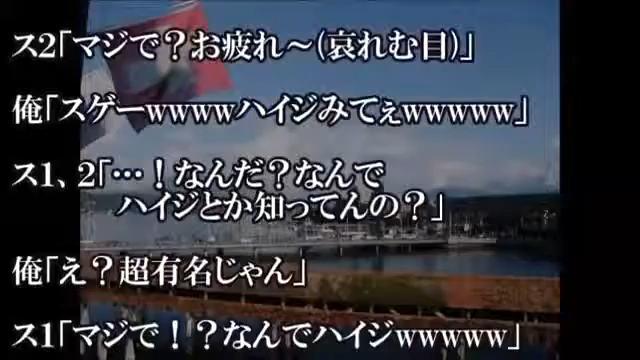 ス2「マジで？お疲れ～(哀れむ目)」
俺「スゲーwwwwハイジみてぇwwwww」
ス1、2「…！なんだ？なんで
ハイジとか知ってんの？」
俺「え？超有名じゃん」
ス1「マジで！？なんでハイジwwwww」